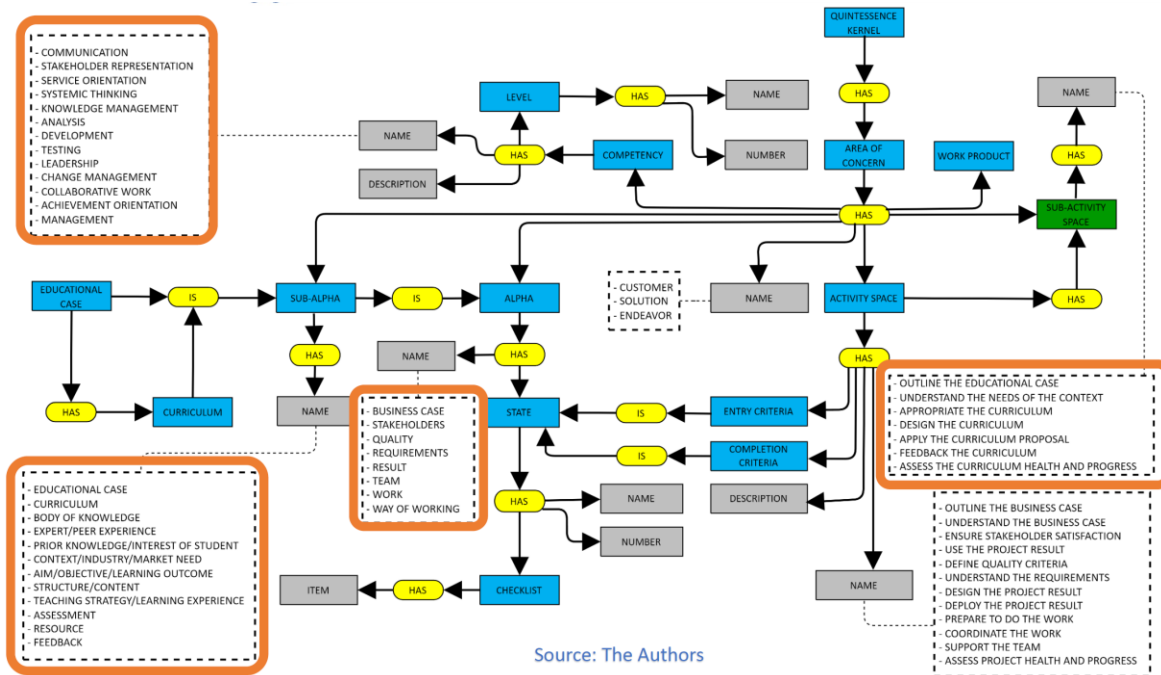 QUINTESSENCE
KERNEL
- COMMUNICATION
- STAKEHOLDER REPRESENTATION
- SERVICE ORIENTATION
- SYSTEMIC THINKING
- KNOWLEDGE MANAGEMENT
- ANALYSIS
- DEVELOPMENT
- TESTING
- LEADERSHIP
- CHANGE MANAGEMENT
- COLLABORATIVE WORK
- ACHIEVEMENT ORIENTATION
- MANAGEMENT
LEVEL
HAS
NAME
HAS
NAME
NAME
HAS
COMPETENCY
NUMBER
AREA OF
CONCERN
WORK PRODUCT
HAS
DESCRIPTION
HAS
SUB-ACTIVITY
SPACE
EDUCATIONAL
CASE
IS
SUB-ALPHA
IS
ALPHA
- CUSTOMER
- SOLUTION
- ENDEAVOR
NAME
ACTIVITY SPACE
HAS
HAS
NAME
HAS
HAS
HAS
CURRICULUM
NAME
- BUSINESS CASE
- STAKEHOLDERS
- QUALITY
- REQUIREMENTS
- RESULT
- TEAM
- WORK
- WAY OF WORKING
STATE
IS
ENTRY CRITERIA
IS
COMPLETION
CRITERIA
- OUTLINE THE EDUCATIONAL CASE
- UNDERSTAND THE NEEDS OF THE CONTEXT
- APPROPRIATE THE CURRICULUM
- DESIGN THE CURRICULUM
- APPLY THE CURRICULUM PROPOSAL
- FEEDBACK THE CURRICULUM
- ASSESS THE CURRICULUM HEALTH AND PROGRESS
- EDUCATIONAL CASE
- CURRICULUM
- BODY OF KNOWLEDGE
- EXPERT/PEER EXPERIENCE
- PRIOR KNOWLEDGE/INTEREST OF STUDENT
- CONTEXT/INDUSTRY/MARKET NEED
- AIM/OBJECTIVE/LEARNING OUTCOME
- STRUCTURE/CONTENT
- TEACHING STRATEGY/LEARNING EXPERIENCE
- ASSESSMENT
- RESOURCE
- FEEDBACK
HAS
NAME
DESCRIPTION
NUMBER
ITEM
HAS
CHECKLIST
NAME
- OUTLINE THE BUSINESS CASE
- UNDERSTAND THE BUSINESS CASE
- ENSURE STAKEHOLDER SATISFACTION
- USE THE PROJECT RESULT
- DEFINE QUALITY CRITERIA
- UNDERSTAND THE REQUIREMENTS
- DESIGN THE PROJECT RESULT
- DEPLOY THE PROJECT RESULT
- PREPARE TO DO THE WORK
- COORDINATE THE WORK
- SUPPORT THE TEAM
- ASSESS PROJECT HEALTH AND PROGRESS
Source: The Authors